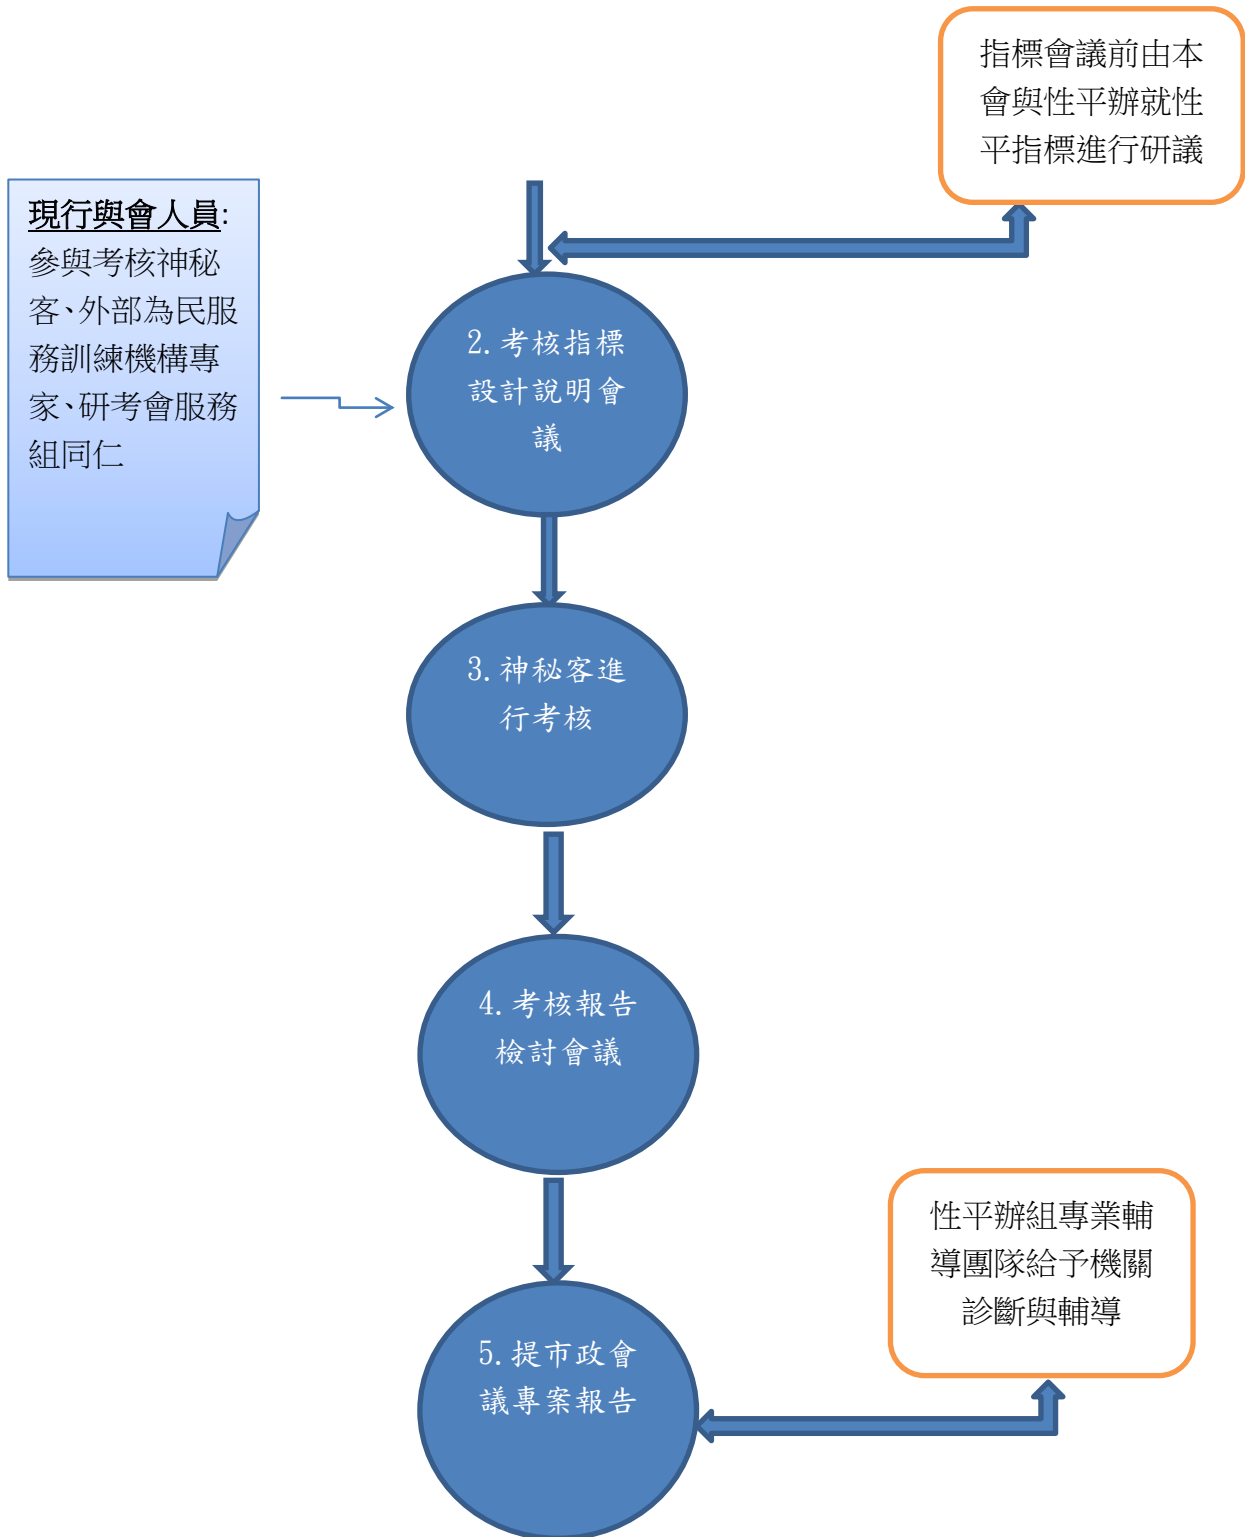 指標會議前由本
會與性平辦就性
平指標進行研議
現行與會人員:
參與考核神秘
客、外部為民服
務訓練機構專
家、研考會服務
組同仁
2.考核指標
設計說明會
議
3.神秘客進
行考核
4.考核報告
檢討會議
性平辦組專業輔
導團隊給予機關
診斷與輔導
5.提市政會
議專案報告